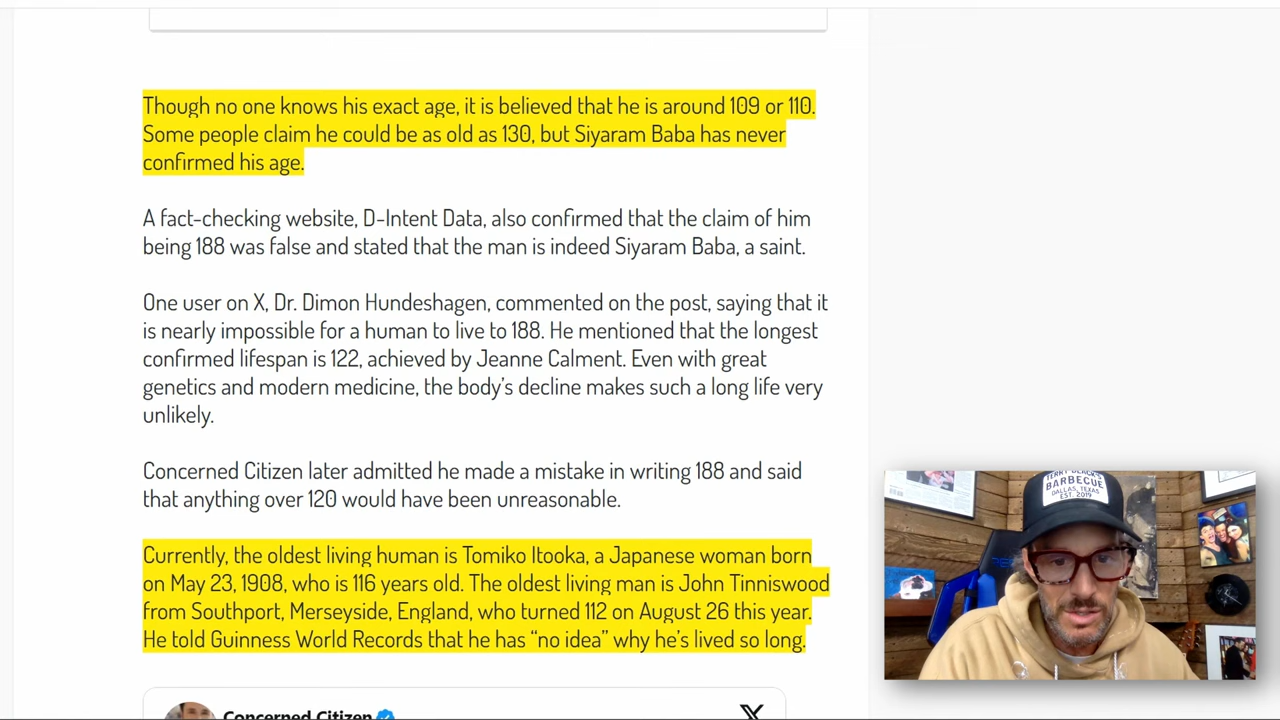 Though no one knows his exact age, it is believed that he is around 109 or 110.
Some people claim he could be as old as 130, but Siyaram Baba has never
confirmed his age.
A fact-checking website, D-Intent Data, also confirmed that the claim of him
being 188 was false and stated that the man is indeed Siyaram Baba, a saint.
One user on X, Dr. Dimon Hundeshagen, commented on the post, saying that it
is nearly impossible for a human to live to 188. He mentioned that the longest
confirmed lifespan is 122, achieved by Jeanne Calment. Even with great
genetics and modern medicine, the body’s decline makes such a long life very
unlikely.
Concerned Citizen later admitted he made a mistake in writing 188 and said
that anything over 120 would have been unreasonable.
Currently, the oldest living human is Tomiko Itooka, a Japanese woman born
on May 23, 1908, who is 116 years old. The oldest living man is John Tinniswood
from Southport, Merseyside, England, who turned 112 on August 26 this year.
He told Guinness World Records that he has “no idea” why he’s lived so long.
Concerned Citizen
BARBECUE
DALLAS, TEXAS
EST. 2019